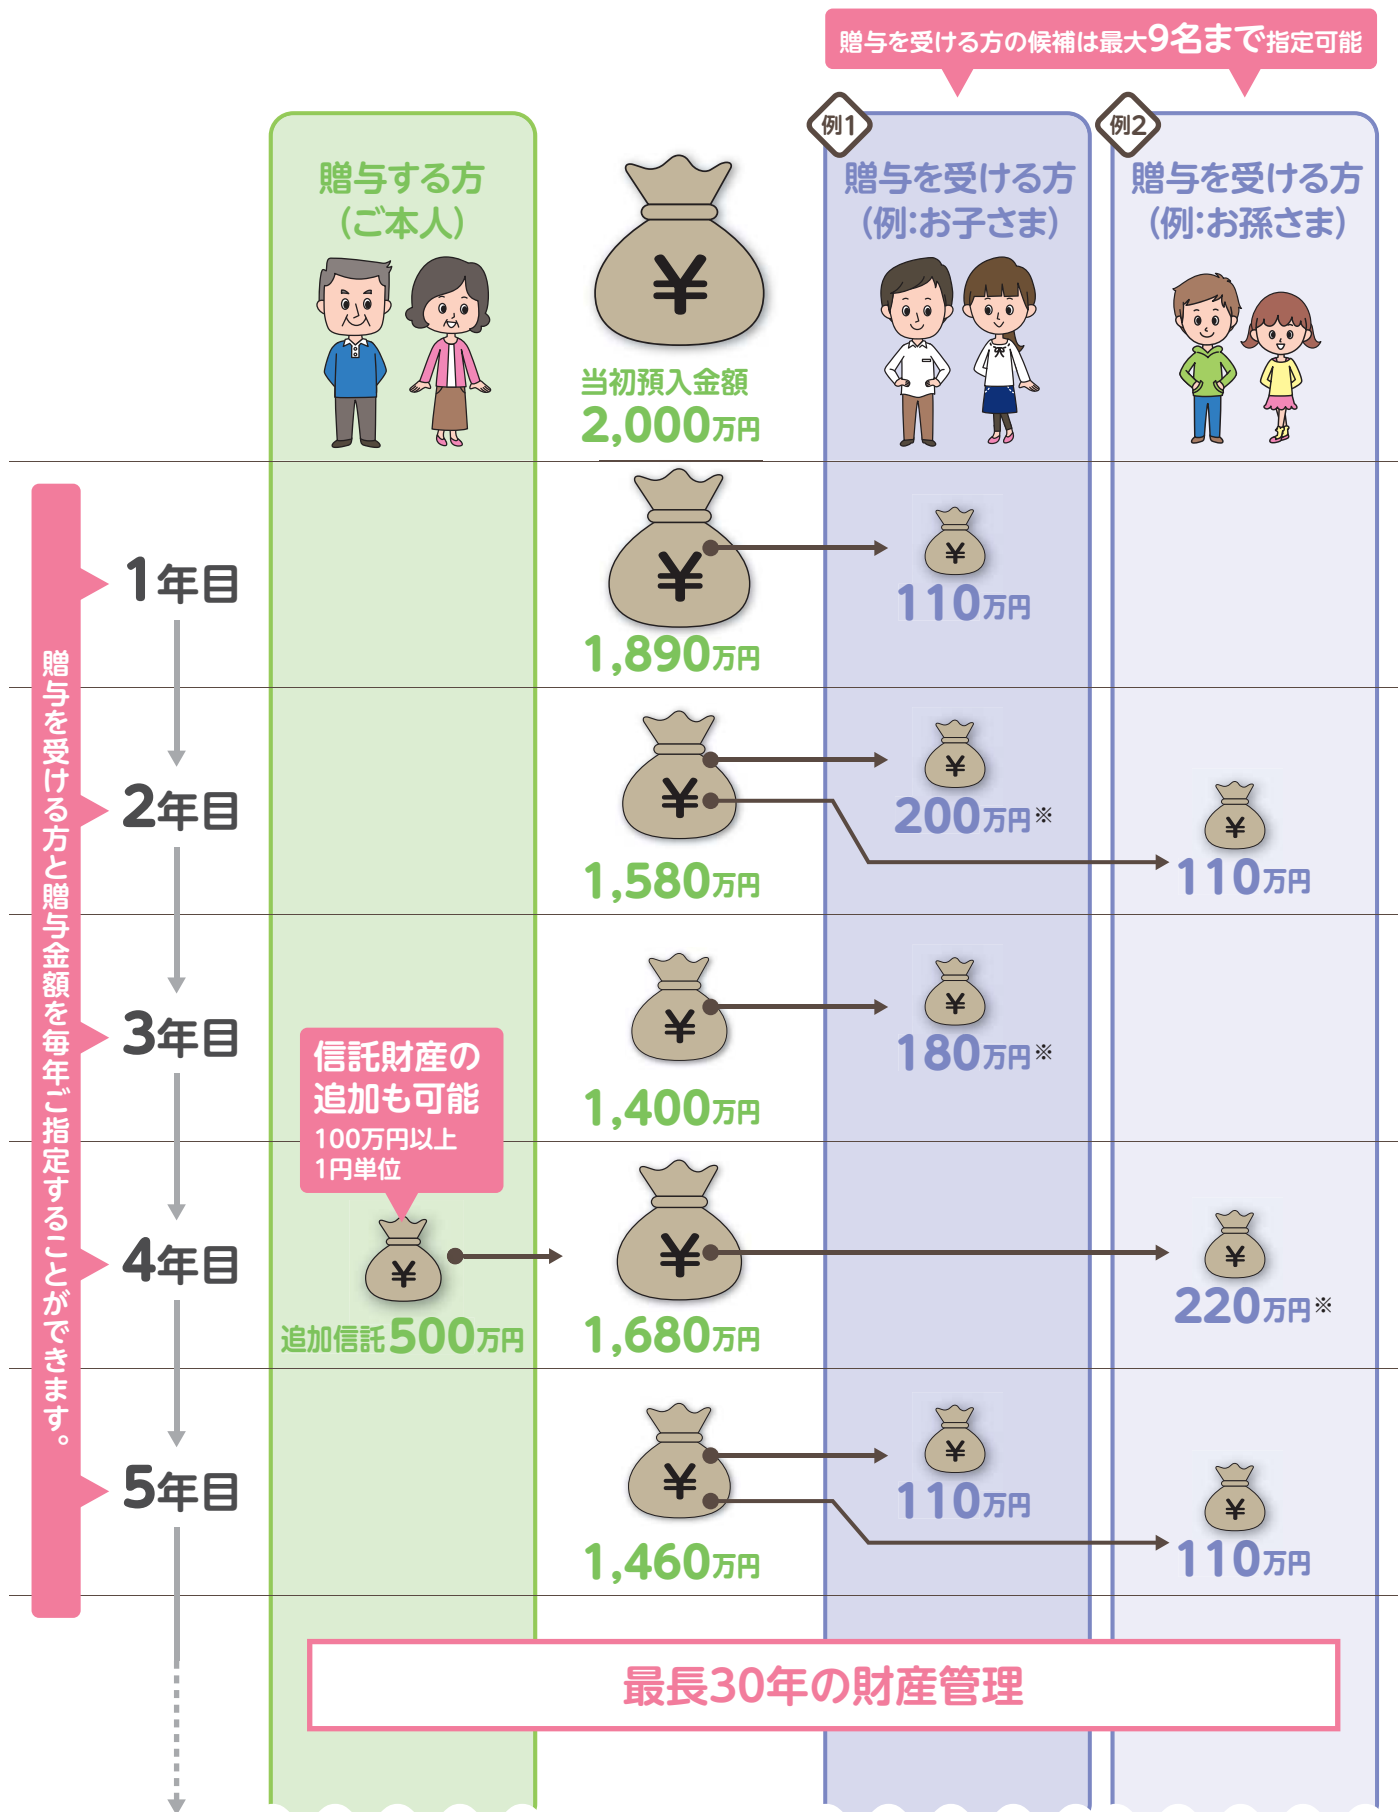 贈与を受ける方の候補は最大9名まで指定可能
例1
例2
贈与する方
(ご本人)
贈与を受ける方
(例:お子さま)
贈与を受ける方
(例:お孫さま)
¥
当初預入金額
2,000万円
贈与を受ける方と贈与金額を毎年ご指定することができます。
1年目
¥
1,890万円
¥
110万円
2年目
¥
1,580万円
¥
200万円※
¥
110万円
3年目
¥
1,400万円
¥
180万円※
信託財産の
追加も可能
100万円以上
1円単位
4年目
¥
追加信託500万円
¥
1,680万円
¥
220万円※
5年目
¥
1,460万円
¥
110万円
¥
110万円
最長30年の財産管理